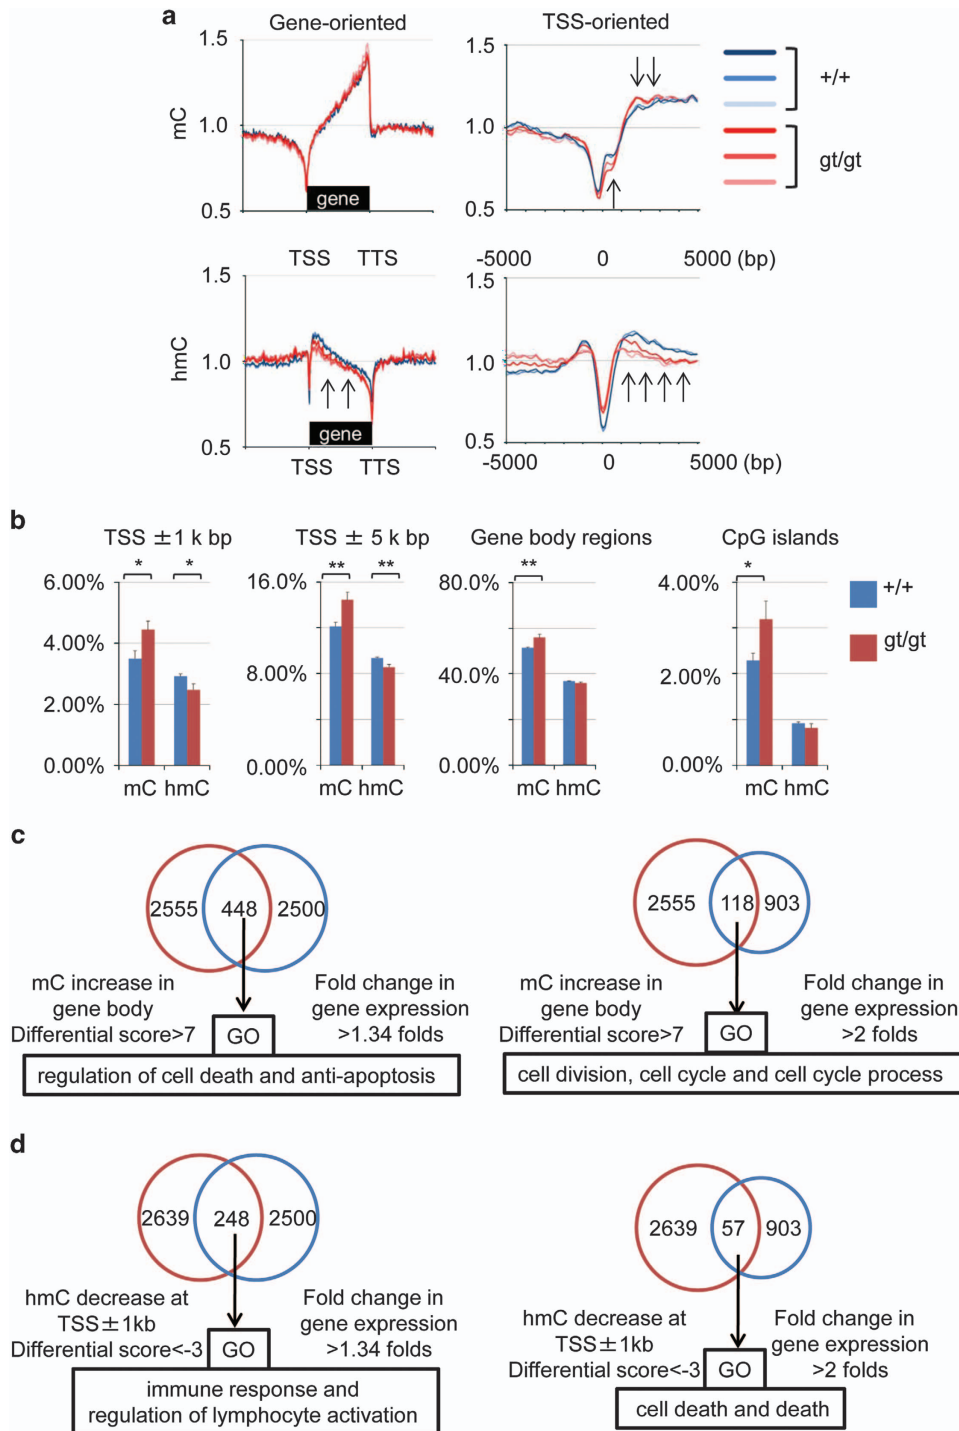 a
Gene-oriented
TSS-oriented
1.5
mC
1.0
0.5
gene
TSS TTS
1.5
1.0
0.5
-5000 0 5000 (bp)
+/+
gt/gt
1.5
hmC
1.0
0.5
gene
TSS TTS
1.5
1.0
0.5
-5000 0 5000 (bp)
b
TSS ±1 k bp
* *
6.00%
4.00%
2.00%
0.00%
mC hmC
TSS ± 5 k bp
** **
16.0%
8.00%
0.00%
mC hmC
Gene body regions
**
80.0%
40.0%
0.00%
mC hmC
CpG islands
*
4.00%
2.00%
0.00%
mC hmC
+/+
gt/gt
c
2555 448 2500
mC increase in
gene body
Differential score>7
Fold change in
gene expression
>1.34 folds
GO
regulation of cell death and anti-apoptosis
2555 118 903
mC increase in
gene body
Differential score>7
Fold change in
gene expression
>2 folds
GO
cell division, cell cycle and cell cycle process
d
2639 248 2500
hmC decrease at
TSS±1kb
Differential score<-3
Fold change in
gene expression
>1.34 folds
GO
immune response and
regulation of lymphocyte activation
2639 57 903
hmC decrease at
TSS±1kb
Differential score<-3
Fold change in
gene expression
>2 folds
GO
cell death and death